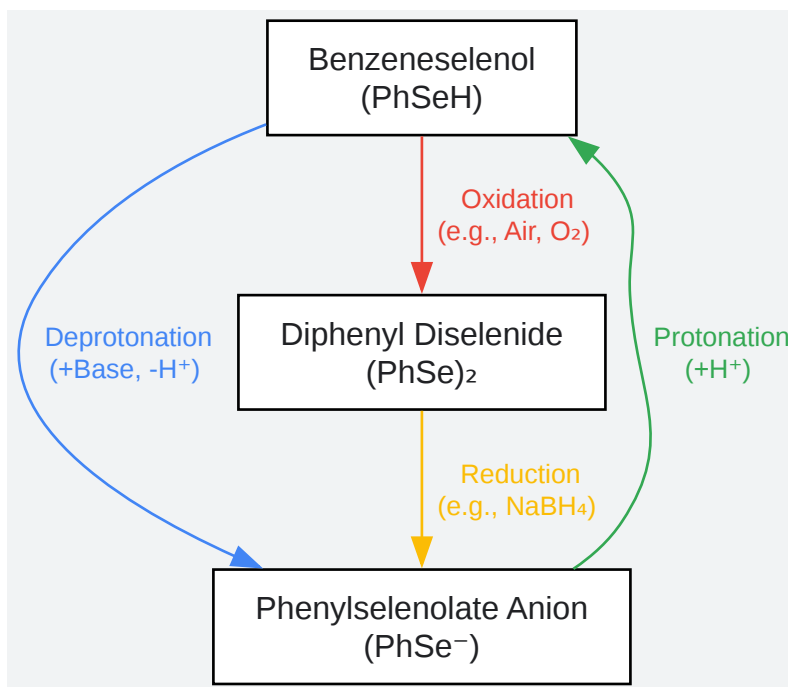 Benzeneselenol
(PhSeH)
Oxidation
(e.g., Air, O₂)
Deprotonation
(+Base, -H⁺)
Diphenyl Diselenide
(PhSe)₂
Protonation
(+H⁺)
Reduction
(e.g., NaBH₄)
Phenylselenolate Anion
(PhSe⁻)